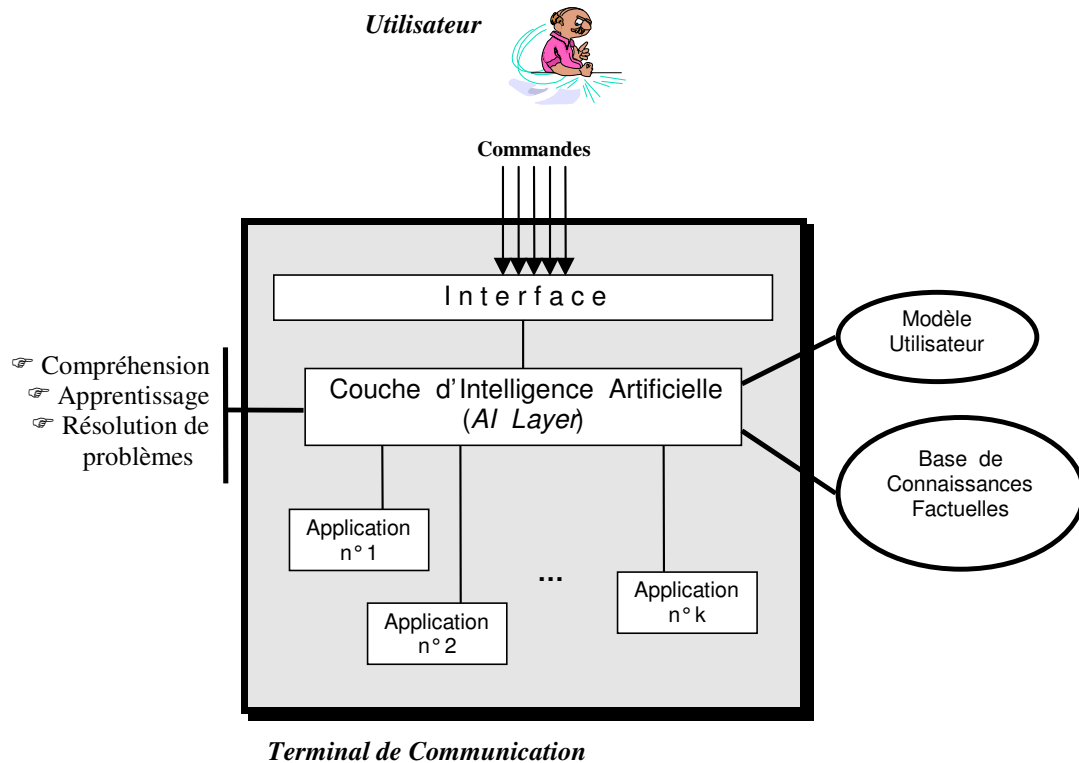 Utilisateur
Commandes
Interface
Modèle
Utilisateur
☞ Compréhension
☞ Apprentissage
☞ Résolution de
problèmes
Couche d'Intelligence Artificielle
(AI Layer)
Base de
Connaissances
Factuelles
Application
n°1
...
Application
n°2
Application
n°k
Terminal de Communication